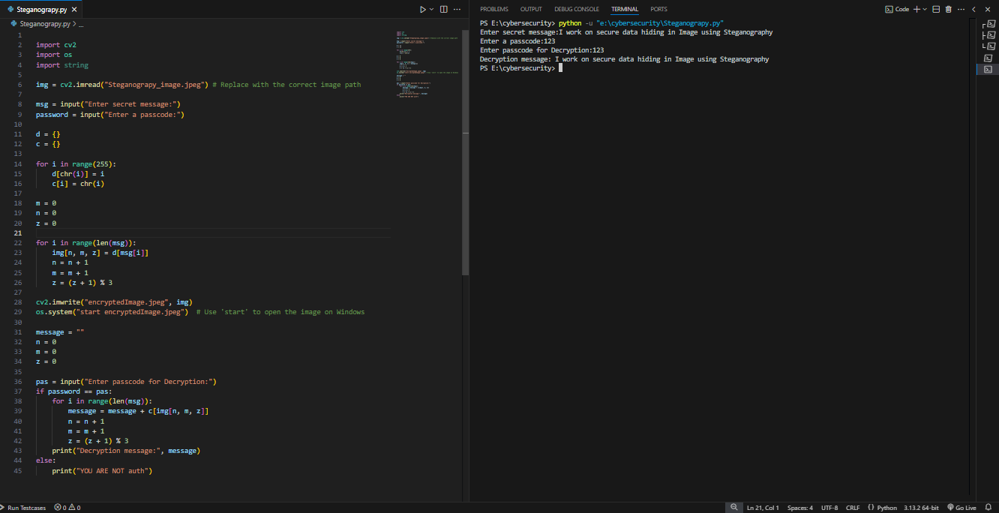 Steganograpy.py
Steganograpy.py > ...
1
2 import cv2
3 import os
4 import string
5
6 img = cv2.imread("Steganograpy_image.jpeg") # Replace with the correct image path
7
8 msg = input("Enter secret message:")
9 password = input("Enter a passcode:")
10
11 d = {}
12 c = {}
13
14 for i in range(255):
15     d[chr(i)] = i
16     c[i] = chr(i)
17
18 m = 0
19 n = 0
20 z = 0
21
22 for i in range(len(msg)):
23     img[n, m, z] = d[msg[i]]
24     n = n + 1
25     m = m + 1
26     z = (z + 1) % 3
27
28 cv2.imwrite("encryptedImage.jpeg", img)
29 os.system("start encryptedImage.jpeg")  # Use 'start' to open the image on Windows
30
31 message = ""
32 n = 0
33 m = 0
34 z = 0
35
36 pas = input("Enter passcode for Decryption:")
37 if password == pas:
38     for i in range(len(msg)):
39         message = message + c[img[n, m, z]]
40         n = n + 1
41         m = m + 1
42         z = (z + 1) % 3
43     print("Decryption message:", message)
44 else:
45     print("YOU ARE NOT auth")
PROBLEMS OUTPUT DEBUG CONSOLE TERMINAL PORTS
Code
PS E:\cybersecurity> python -u "e:\cybersecurity\Steganograpy.py"
Enter secret message:I work on secure data hiding in Image using Steganography
Enter a passcode:123
Enter passcode for Decryption:123
Decryption message: I work on secure data hiding in Image using Steganography
PS E:\cybersecurity>
Run Testcases 0 0 Ln 21, Col 1 Spaces: 4 UTF-8 CRLF {} Python 3.13.2 64-bit Go Live